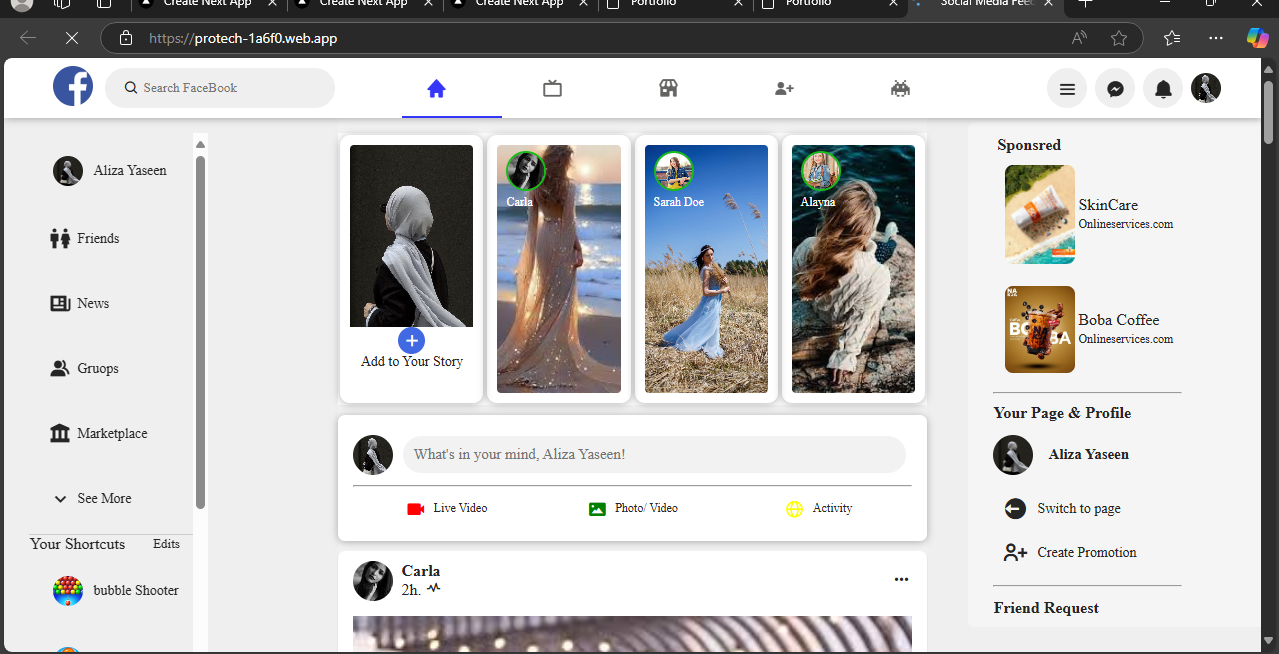 Create Next App
Create Next App
Create Next App
Portfolio
Portfolio
Social Media Fee
https://protech-1a6f0.web.app
Search FaceBook
Aliza Yaseen
Friends
News
Gruops
Marketplace
See More
Your Shortcuts Edits
bubble Shooter
Add to Your Story
Carla
Sarah Doe
Alayna
What's in your mind, Aliza Yaseen!
Live Video Photo/ Video Activity
Carla
2h.
Sponsred
SkinCare
Onlineservices.com
Boba Coffee
Onlineservices.com
Your Page & Profile
Aliza Yaseen
Switch to page
Create Promotion
Friend Request